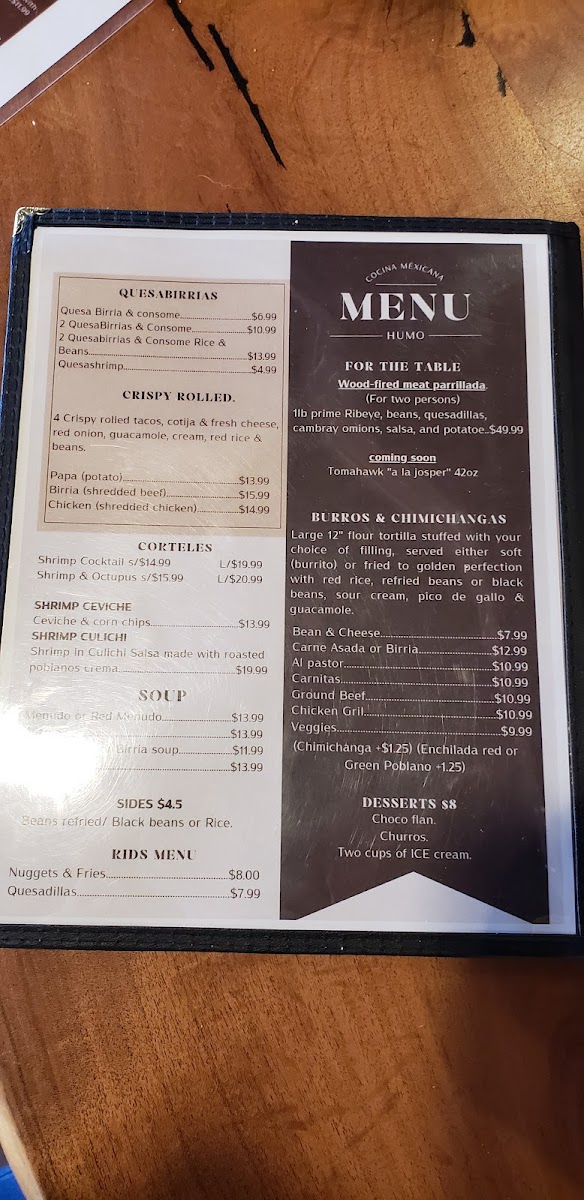 $11.99
QUESABIRRIAS
Quesa Birria & consome $6.99
2 QuesaBirrias & Consome $10.99
2 Quesabirrias & Consome Rice &
Beans $13.99
Quesashrimp $4.99
CRISPY ROLLED.
4 Crispy rolled tacos, cotija & fresh cheese,
red onion, guacamole, cream, red rice &
beans.
Papa (potato) $13.99
Birria (shredded beef) $15.99
Chicken (shredded chicken) $14.99
CORTELES
Shrimp Cocktail s/$14.99 L/$19.99
Shrimp & Octupus s/$15.99 L/$20.99
SHRIMP CEVICHE
Ceviche & corn chips $13.99
SHRIMP CULICHI
Shrimp in Culichi Salsa made with roasted
poblanos crema $19.99
SOUP
Menudo or Red Menudo $13.99
$13.99
Birria soup $11.99
$13.99
SIDES $4.5
Beans refried/ Black beans or Rice.
KIDS MENU
Nuggets & Fries $8.00
Quesadillas $7.99
COCINA MÉXICANA
MENU
HUMO
FOR THE TABLE
Wood-fired meat parrillada.
(For two persons)
1lb prime Ribeye, beans, quesadillas,
cambray omions, salsa, and potatoe..$49.99
coming soon
Tomahawk "a la josper" 42oz
BURROS & CHIMICHANGAS
Large 12" flour tortilla stuffed with your
choice of filling, served either soft
(burrito) or fried to golden perfection
with red rice, refried beans or black
beans, sour cream, pico de gallo &
guacamole.
Bean & Cheese $7.99
Carne Asada or Birria $12.99
Al pastor $10.99
Carnitas $10.99
Ground Beef $10.99
Chicken Gril $10.99
Veggies $9.99
(Chimichanga +$1.25) (Enchilada red or
Green Poblano +1.25)
DESSERTS $8
Choco flan.
Churros.
Two cups of ICE cream.